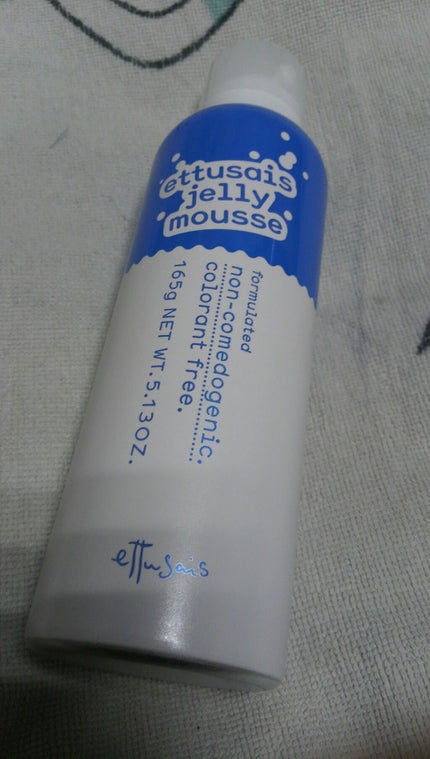 ettusais
jelly
mousse
formulated
non-comedogenic.
colorant free.
165g NET WT.5.13OZ.
ettusais